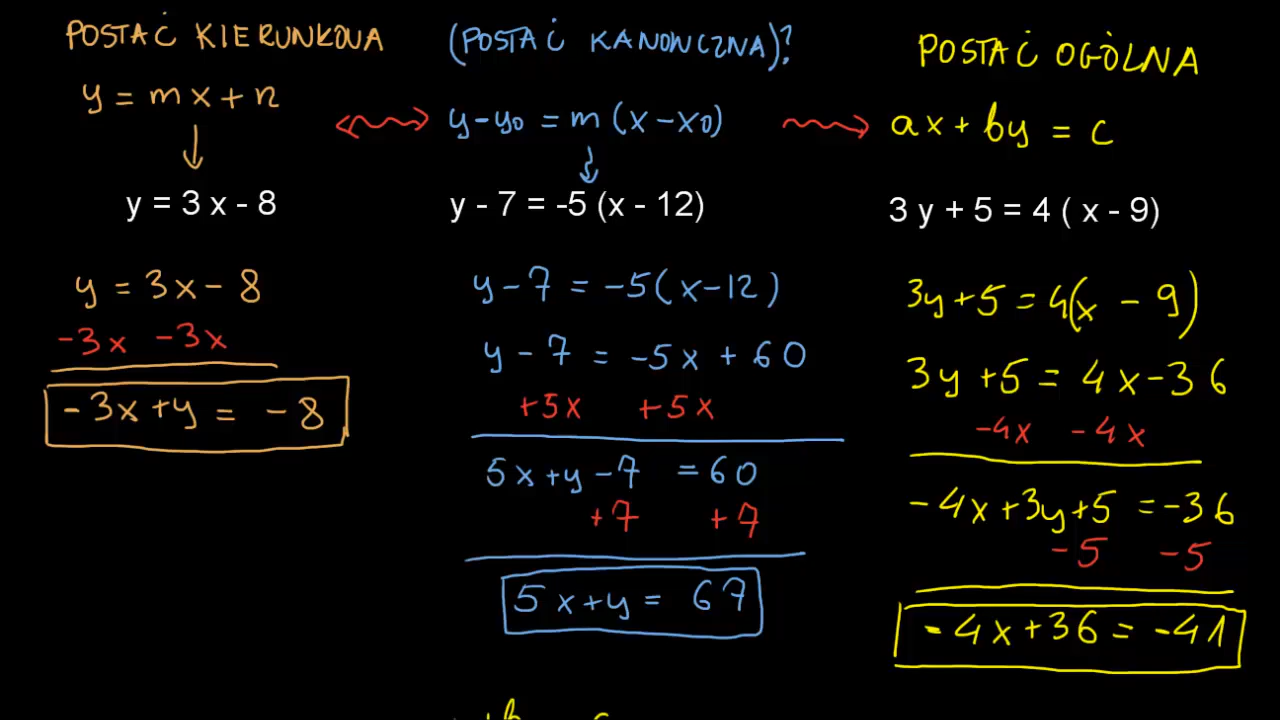 POSTAĆ KIERUNKOWA
y = mx + n
y = 3 x - 8
y = 3x - 8
-3x -3x
-3x + y = -8
(POSTAĆ KANONCZNA)?
y - y0 = m (x - x0)
y - 7 = -5 (x - 12)
y - 7 = -5(x - 12)
y - 7 = -5x + 60
+5x +5x
5x + y - 7 = 60
+7 +7
5x + y = 67
POSTAĆ OGÓLNA
ax + by = c
3 y + 5 = 4 ( x - 9)
3y + 5 = 4(x - 9)
3y + 5 = 4x - 36
-4x -4x
-4x + 3y + 5 = -36
-5 -5
-4x + 36 = -41